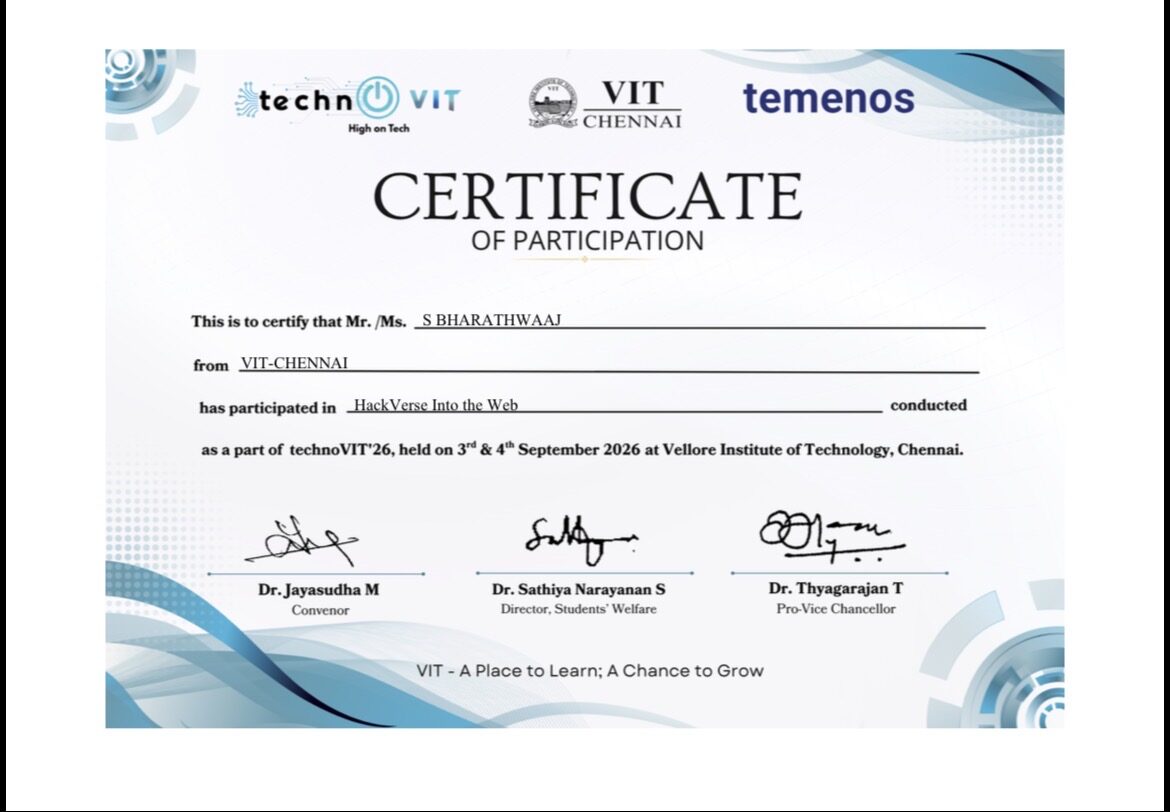 techno VIT
High on Tech
VIT
CHENNAI
temenos
CERTIFICATE
OF PARTICIPATION
This is to certify that Mr. /Ms. S BHARATHWAAJ
from VIT-CHENNAI
has participated in HackVerse Into the Web conducted
as a part of technoVIT'26, held on 3rd & 4th September 2026 at Vellore Institute of Technology, Chennai.
Dr. Jayasudha M
Convenor
Dr. Sathiya Narayanan S
Director, Students' Welfare
Dr. Thyagarajan T
Pro-Vice Chancellor
VIT - A Place to Learn; A Chance to Grow